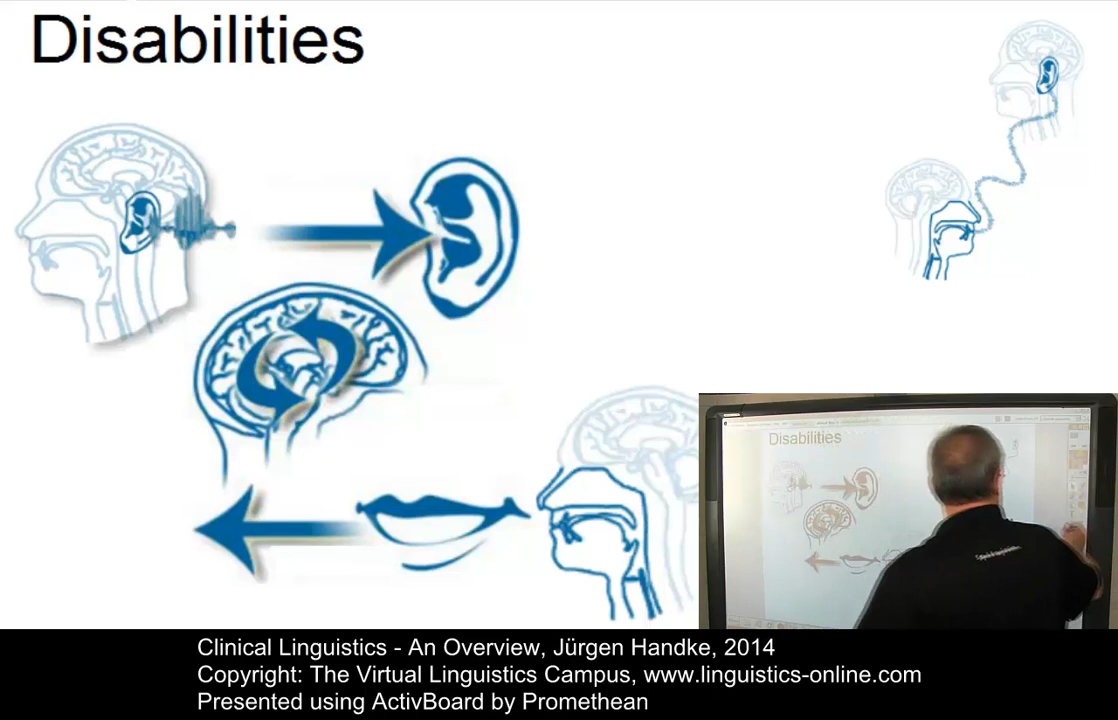 Disabilities
Disabilities
Clinical Linguistics - An Overview, Jürgen Handke, 2014
Copyright: The Virtual Linguistics Campus, www.linguistics-online.com
Presented using ActivBoard by Promethean